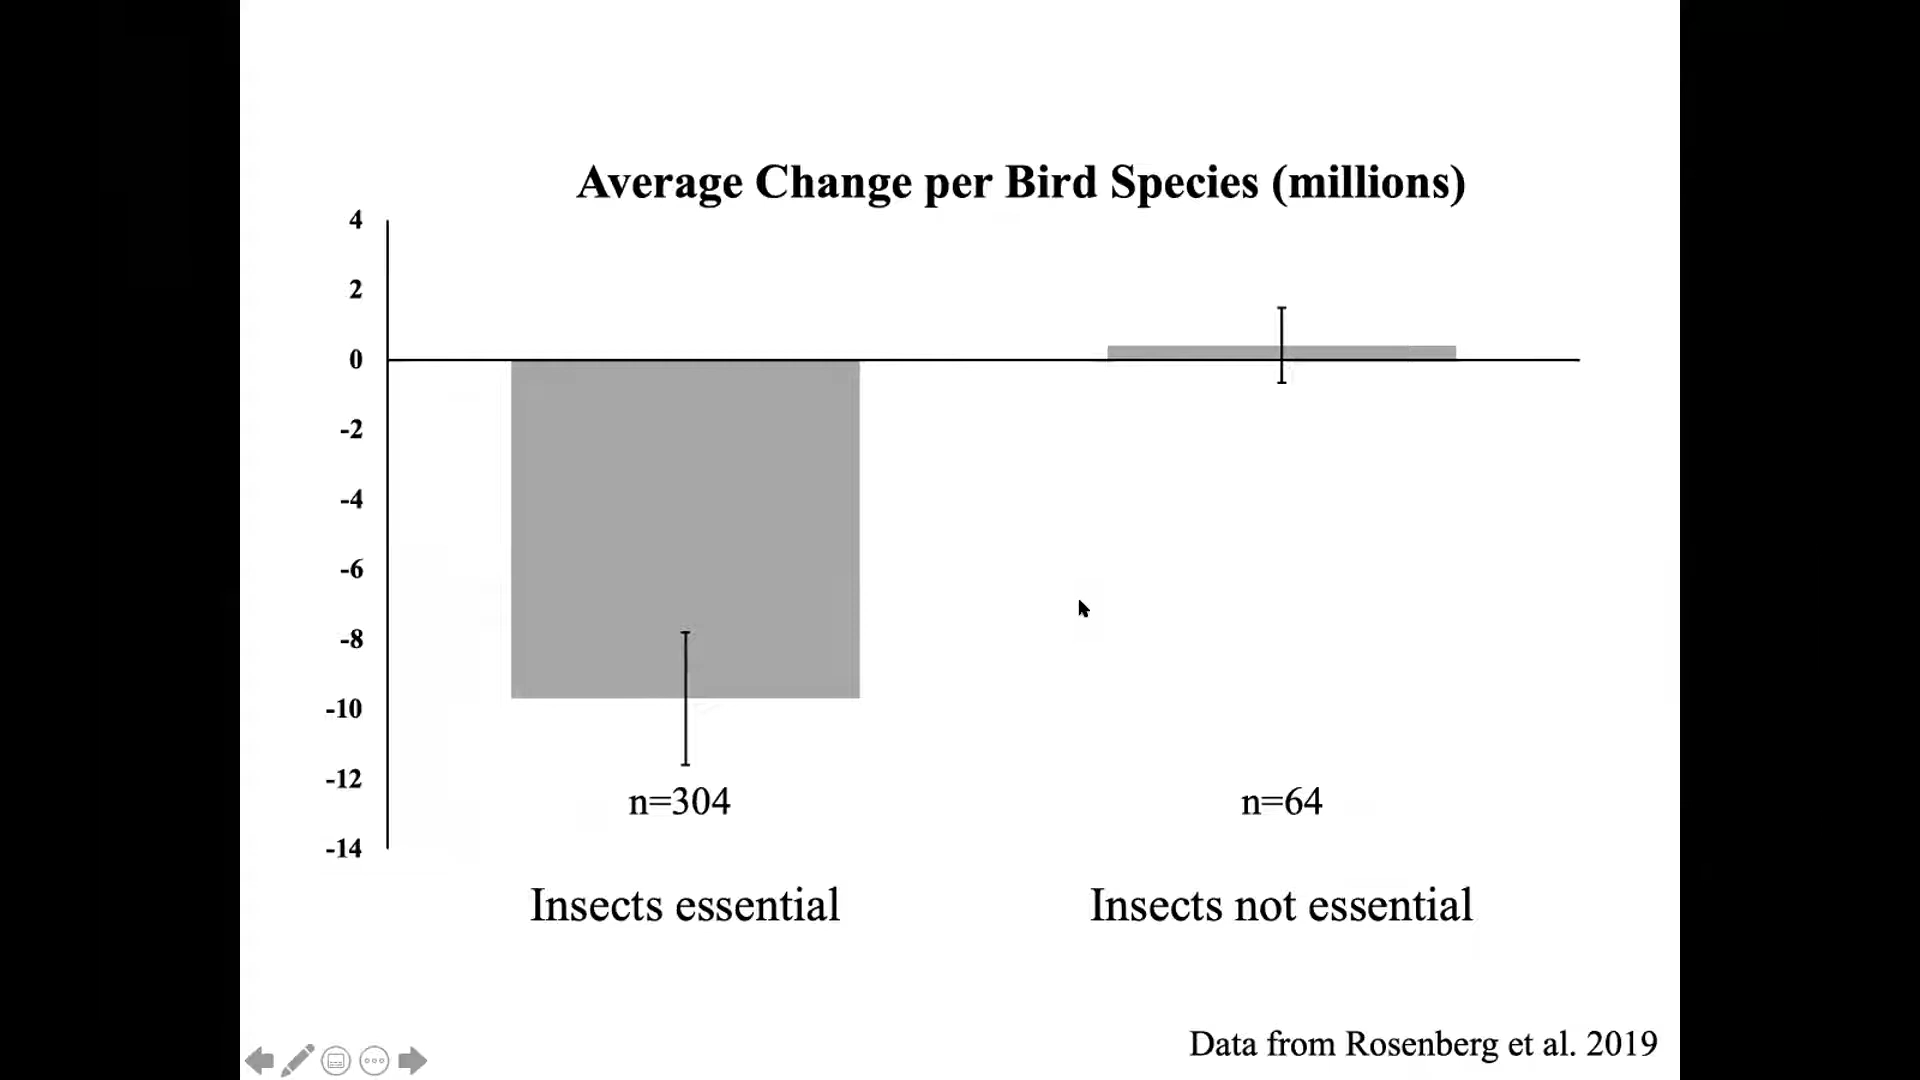 Average Change per Bird Species (millions)
4
2
0
-2
-4
-6
-8
-10
-12
-14
n=304
n=64
Insects essential
Insects not essential
Data from Rosenberg et al. 2019